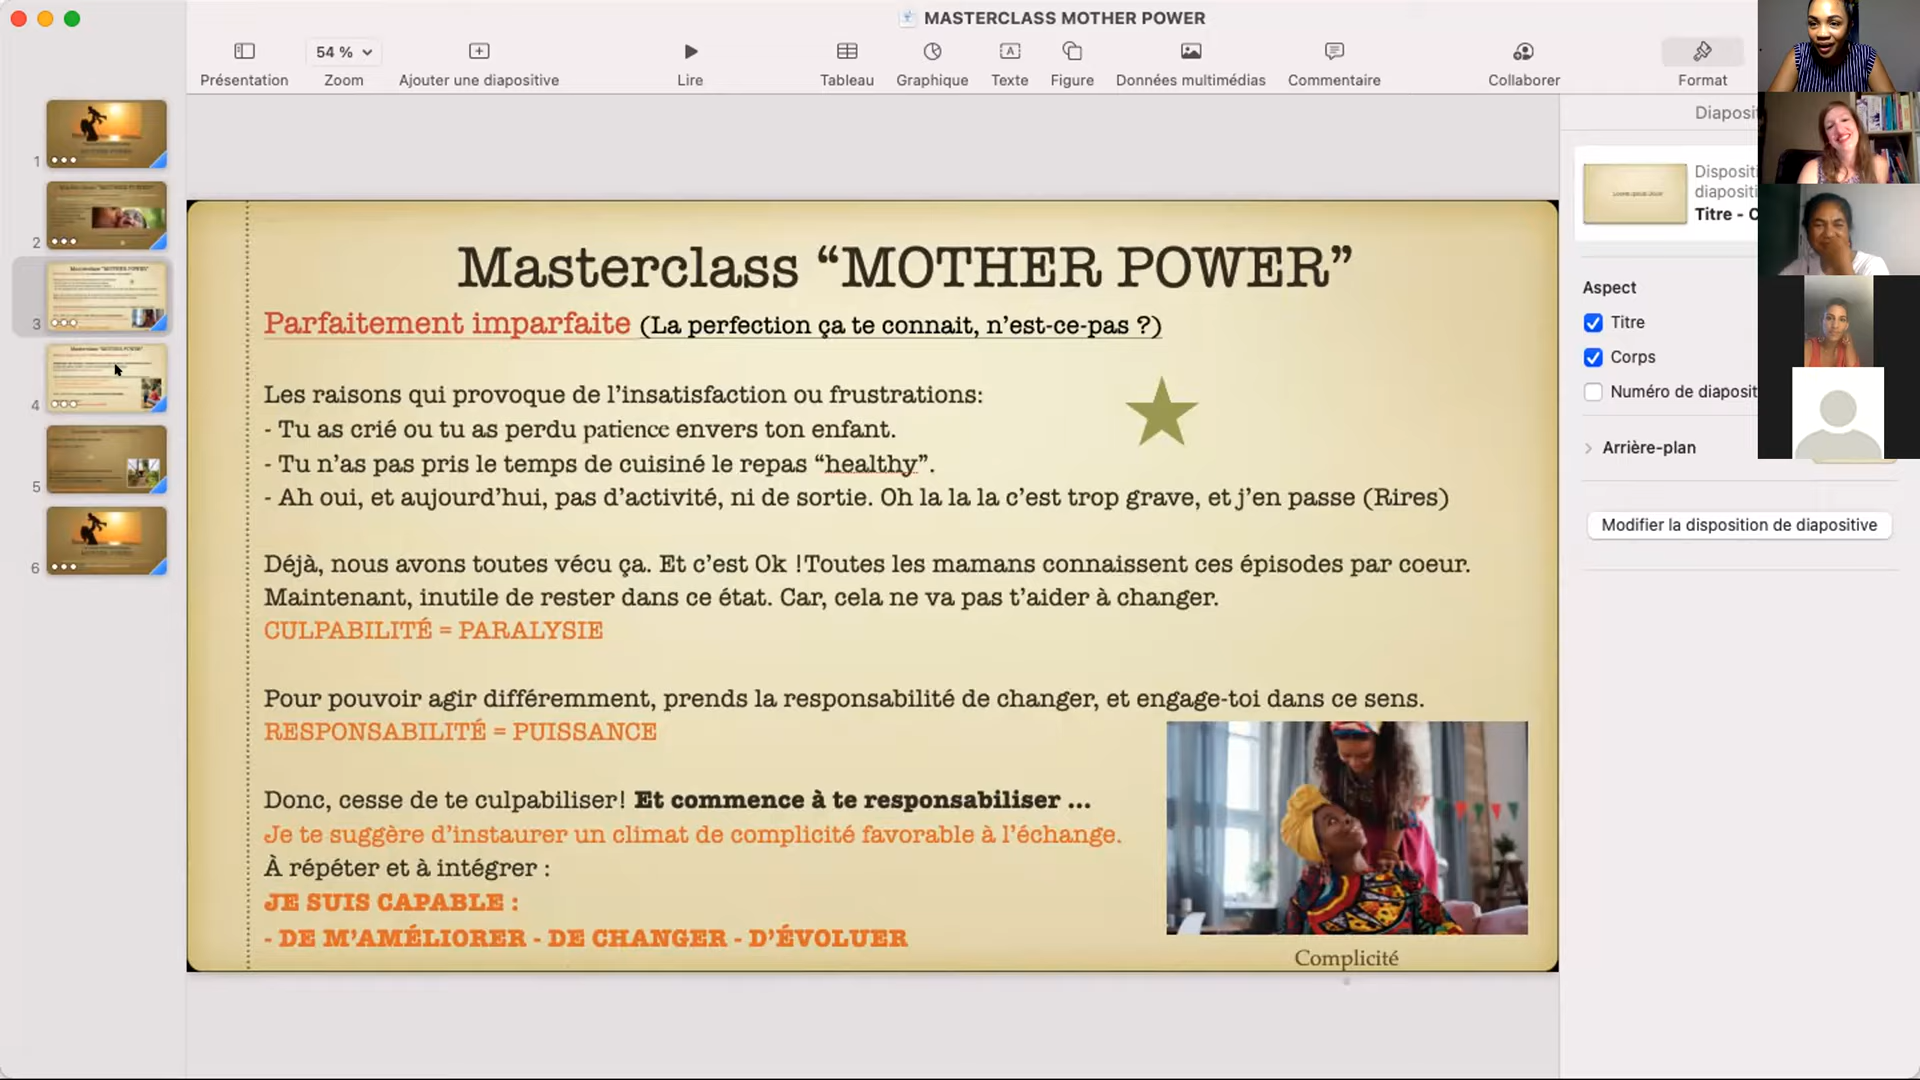 MASTERCLASS MOTHER POWER
54 %
Présentation
Zoom
Ajouter une diapositive
Lire
Tableau
Graphique
Texte
Figure
Données multimédias
Commentaire
Collaborer
Format
1
2
3
4
5
6
Masterclass “MOTHER POWER”
Parfaitement imparfaite (La perfection ça te connait, n’est-ce-pas ?)
Les raisons qui provoque de l’insatisfaction ou frustrations:
- Tu as crié ou tu as perdu patience envers ton enfant.
- Tu n’as pas pris le temps de cuisiné le repas “healthy”.
- Ah oui, et aujourd’hui, pas d’activité, ni de sortie. Oh la la la c’est trop grave, et j’en passe (Rires)
Déjà, nous avons toutes vécu ça. Et c’est Ok !Toutes les mamans connaissent ces épisodes par coeur.
Maintenant, inutile de rester dans ce état. Car, cela ne va pas t’aider à changer.
CULPABILITÉ = PARALYSIE
Pour pouvoir agir différemment, prends la responsabilité de changer, et engage-toi dans ce sens.
RESPONSABILITÉ = PUISSANCE
Donc, cesse de te culpabiliser! Et commence à te responsabiliser ...
Je te suggère d’instaurer un climat de complicité favorable à l’échange.
À répéter et à intégrer :
JE SUIS CAPABLE :
- DE M’AMÉLIORER - DE CHANGER - D’ÉVOLUER
Complicité
Diaposit
Dispositi
diapositi
Titre - C
Aspect
Titre
Corps
Numéro de diaposit
Arrière-plan
Modifier la disposition de diapositive